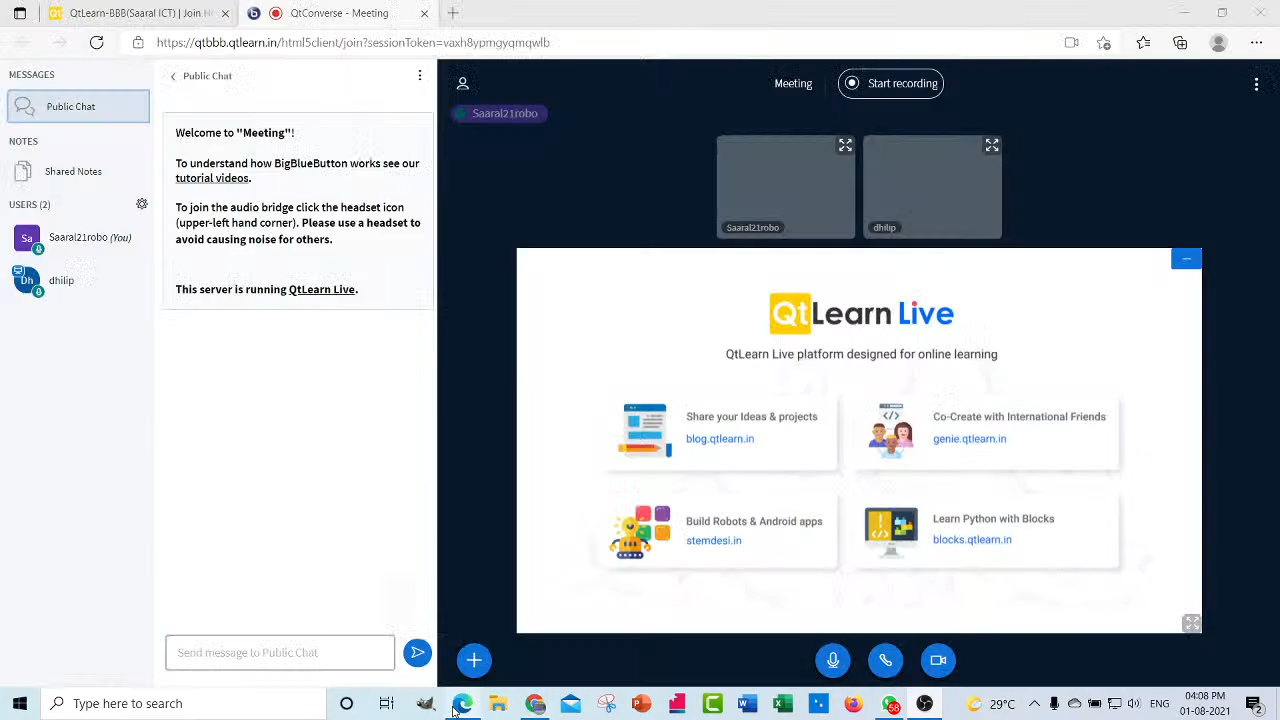 QtLearn -BBB(Saaral(ICT) Joined
QtConverse - Meeting
https://qtbbb.qtlearn.in/html5client/join?sessionToken=vaxh8ypmgyqmqwlb
MESSAGES
Public Chat
NOTES
Shared Notes
USERS (2)
Sa
Saaral21robo (You)
Dh
dhilip
Public Chat
Welcome to "Meeting"!
To understand how BigBlueButton works see our
tutorial videos.
To join the audio bridge click the headset icon
(upper-left hand corner). Please use a headset to
avoid causing noise for others.
This server is running QtLearn Live.
Send message to Public Chat
Meeting
Start recording
Saaral21robo
Saaral21robo
dhilip
QtLearn Live
QtLearn Live platform designed for online learning
Share your Ideas & projects
blog.qtlearn.in
Co-Create with International Friends
genie.qtlearn.in
Build Robots & Android apps
stemdesi.in
Learn Python with Blocks
blocks.qtlearn.in
Type here to search
58
29°C
ENG
04:08 PM
01-08-2021
2